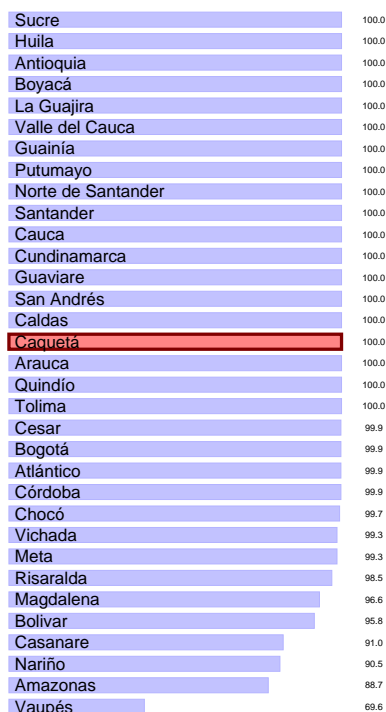 Sucre 100.0
Huila 100.0
Antioquia 100.0
Boyacá 100.0
La Guajira 100.0
Valle del Cauca 100.0
Guainía 100.0
Putumayo 100.0
Norte de Santander 100.0
Santander 100.0
Cauca 100.0
Cundinamarca 100.0
Guaviare 100.0
San Andrés 100.0
Caldas 100.0
Caquetá 100.0
Arauca 100.0
Quindío 100.0
Tolima 100.0
Cesar 99.9
Bogotá 99.9
Atlántico 99.9
Córdoba 99.9
Chocó 99.7
Vichada 99.3
Meta 99.3
Risaralda 98.5
Magdalena 96.6
Bolivar 95.8
Casanare 91.0
Nariño 90.5
Amazonas 88.7
Vaupés 69.6